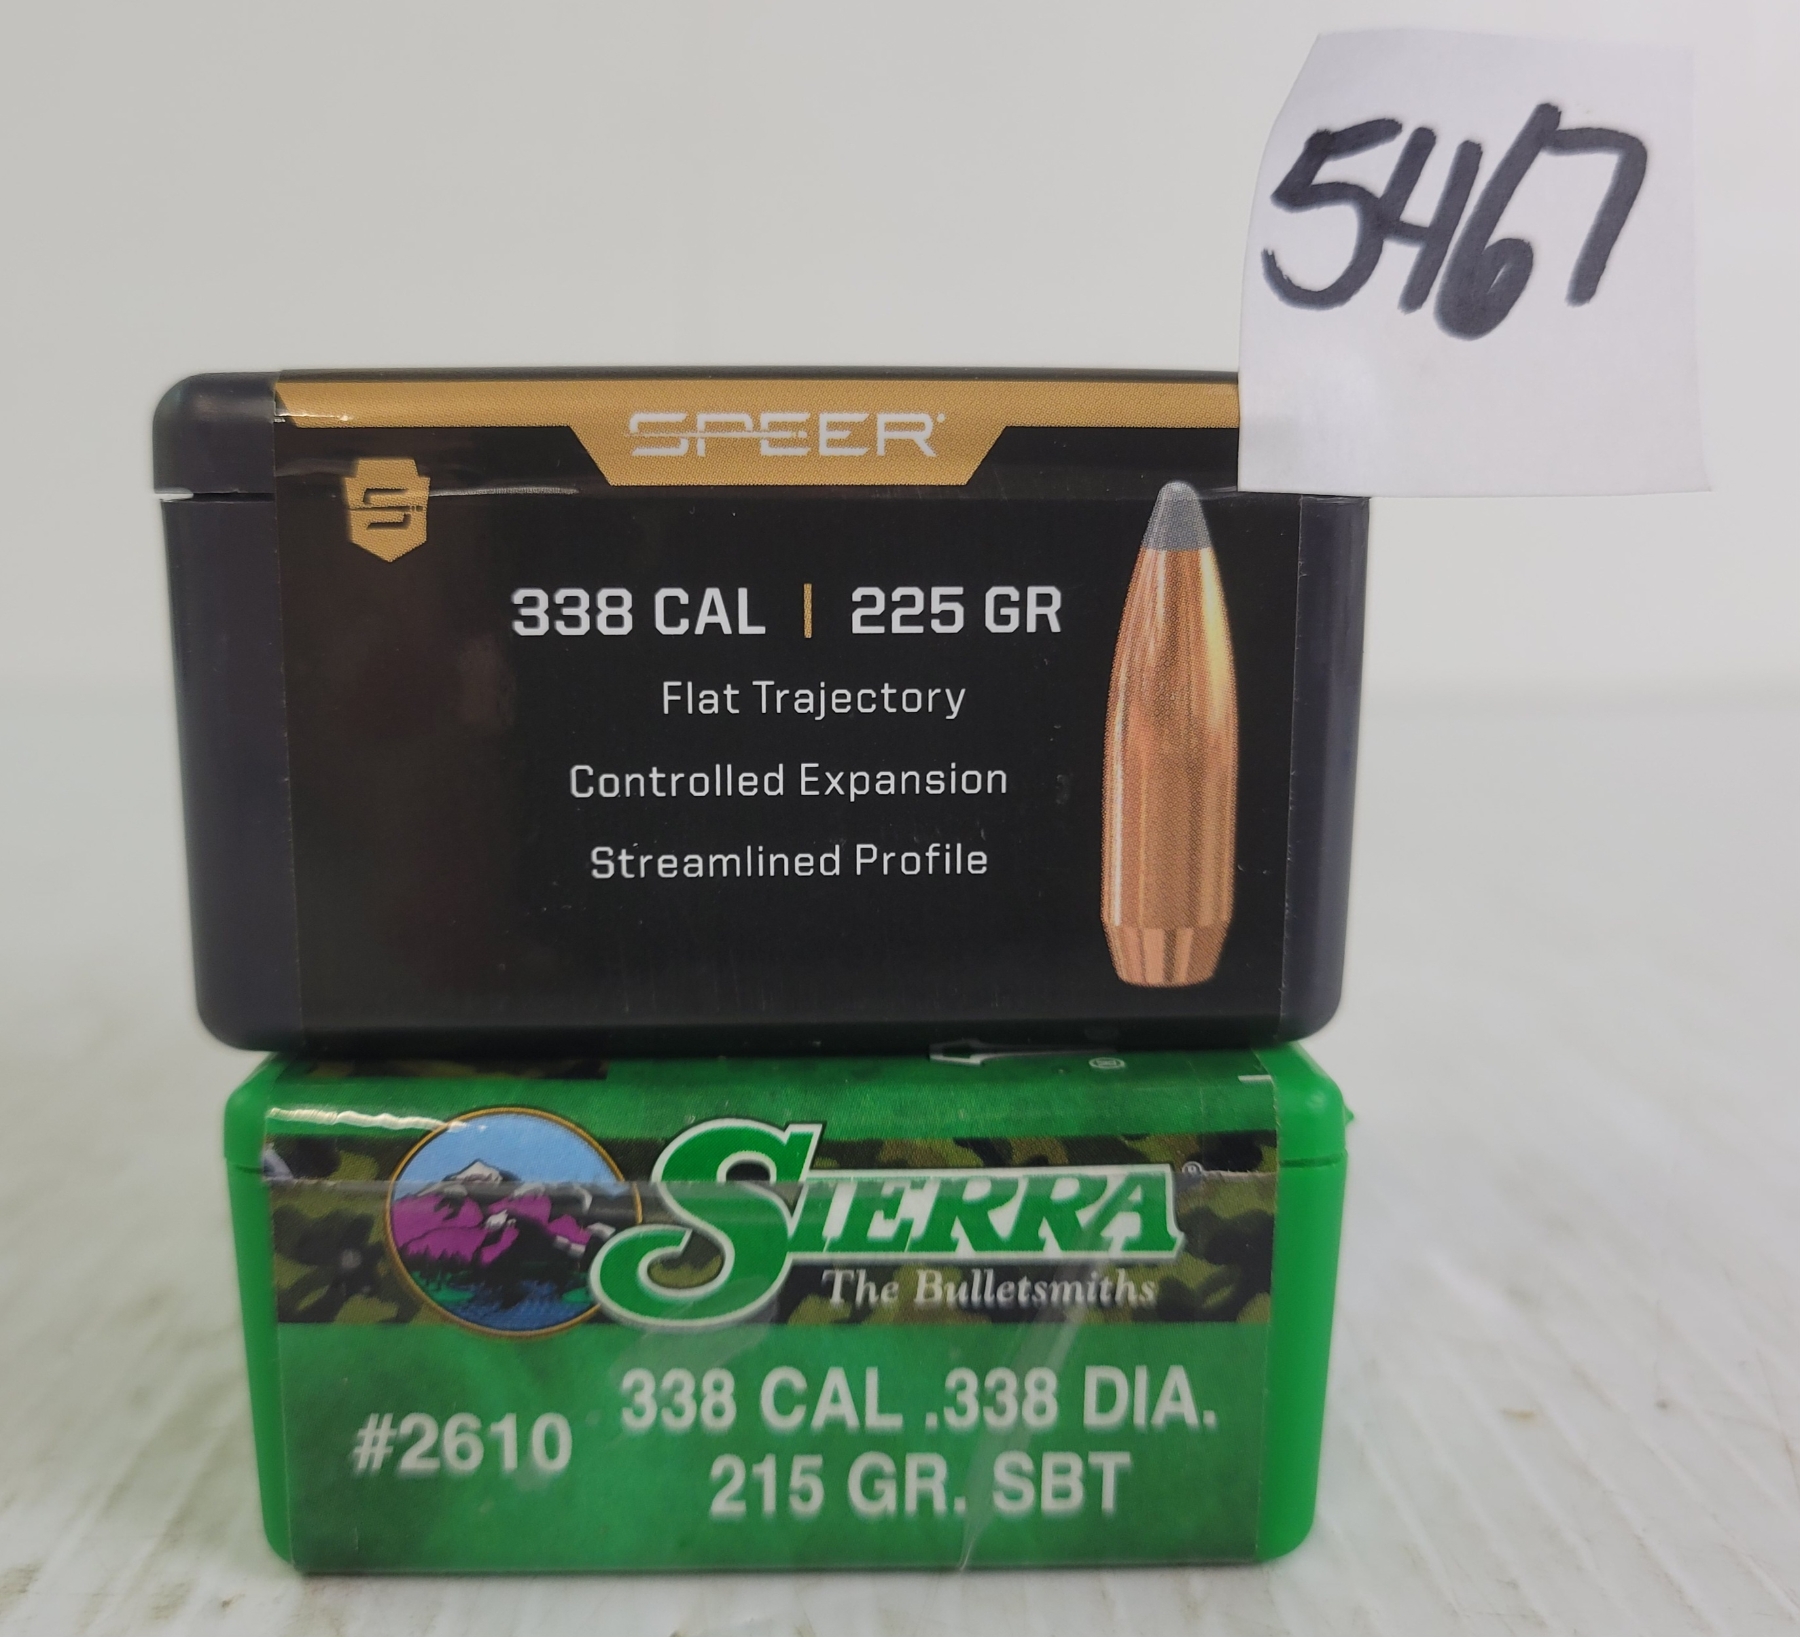 5467
SPEER
338 CAL | 225 GR
Flat Trajectory
Controlled Expansion
Streamlined Profile
SIERRA®
The Bulletsmiths
#2610
338 CAL .338 DIA.
215 GR. SBT